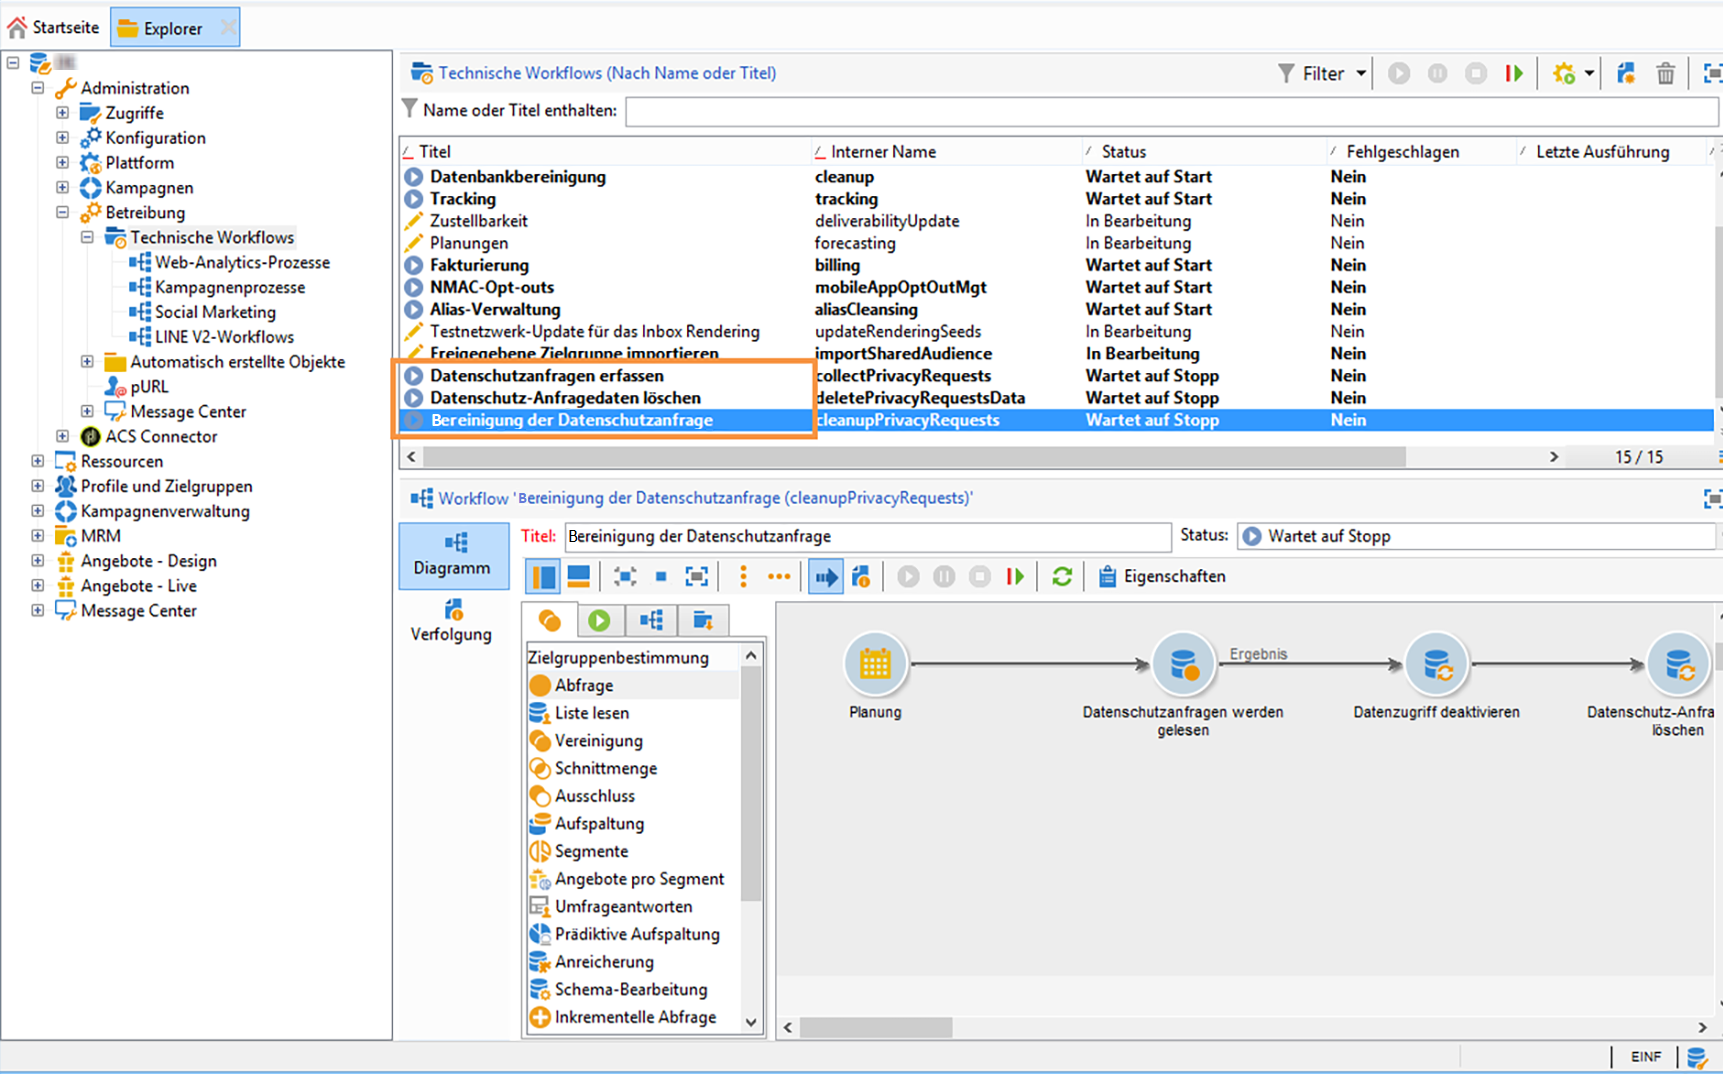 Startseite
Explorer
Administration
Zugriffe
Konfiguration
Plattform
Kampagnen
Betreibung
Technische Workflows
Web-Analytics-Prozesse
Kampagnenprozesse
Social Marketing
LINE V2-Workflows
Automatisch erstellte Objekte
pURL
Message Center
ACS Connector
Ressourcen
Profile und Zielgruppen
Kampagnenverwaltung
MRM
Angebote - Design
Angebote - Live
Message Center
Technische Workflows (Nach Name oder Titel)
Filter
Name oder Titel enthalten:
Titel Interner Name Status Fehlgeschlagen Letzte Ausführung
Datenbankbereinigung cleanup Wartet auf Start Nein
Tracking tracking Wartet auf Start Nein
Zustellbarkeit deliverabilityUpdate In Bearbeitung Nein
Planungen forecasting In Bearbeitung Nein
Fakturierung billing Wartet auf Start Nein
NMAC-Opt-outs mobileAppOptOutMgt Wartet auf Start Nein
Alias-Verwaltung aliasCleansing Wartet auf Start Nein
Testnetzwerk-Update für das Inbox Rendering updateRenderingSeeds In Bearbeitung Nein
Freigegebene Zielgruppe importieren importSharedAudience In Bearbeitung Nein
Datenschutzanfragen erfassen collectPrivacyRequests Wartet auf Stopp Nein
Datenschutz-Anfragedaten löschen deletePrivacyRequestsData Wartet auf Stopp Nein
Bereinigung der Datenschutzanfrage cleanupPrivacyRequests Wartet auf Stopp Nein
15 / 15
Workflow 'Bereinigung der Datenschutzanfrage (cleanupPrivacyRequests)'
Diagramm
Verfolgung
Titel: Bereinigung der Datenschutzanfrage Status: Wartet auf Stopp
Eigenschaften
Zielgruppenbestimmung
Abfrage
Liste lesen
Vereinigung
Schnittmenge
Ausschluss
Aufspaltung
Segmente
Angebote pro Segment
Umfrageantworten
Prädiktive Aufspaltung
Anreicherung
Schema-Bearbeitung
Inkrementelle Abfrage
Ergebnis
Planung
Datenschutzanfragen werden
gelesen
Datenzugriff deaktivieren
Datenschutz-Anfra
löschen
EINF